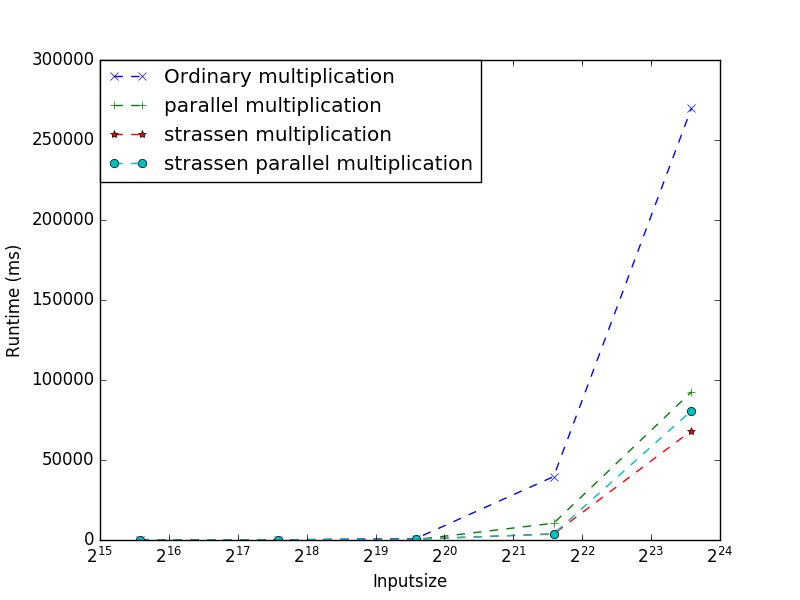 300000
250000
200000
150000
100000
50000
0
Runtime (ms)
Ordinary multiplication
parallel multiplication
strassen multiplication
strassen parallel multiplication
2^15 2^16 2^17 2^18 2^19 2^20 2^21 2^22 2^23 2^24
Inputsize